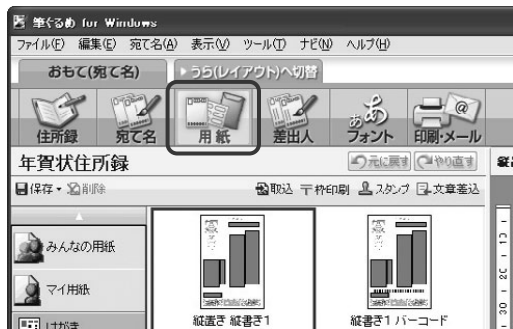 筆ぐるめ for Windows
ファイル(F) 編集(E) 宛て名(A) 表示(V) ツール(T) ナビ(N) ヘルプ(H)
おもて(宛て名) うら(レイアウト)へ切替
住所録 宛て名 用紙 差出人 フォント 印刷・メール
年賀状住所録 元に戻す やり直す
保存 削除 取込 〒枠印刷 スタンプ 文章差込
みんなの用紙
マイ用紙
はがき
縦置き 縦書き1 縦書き1 バーコード